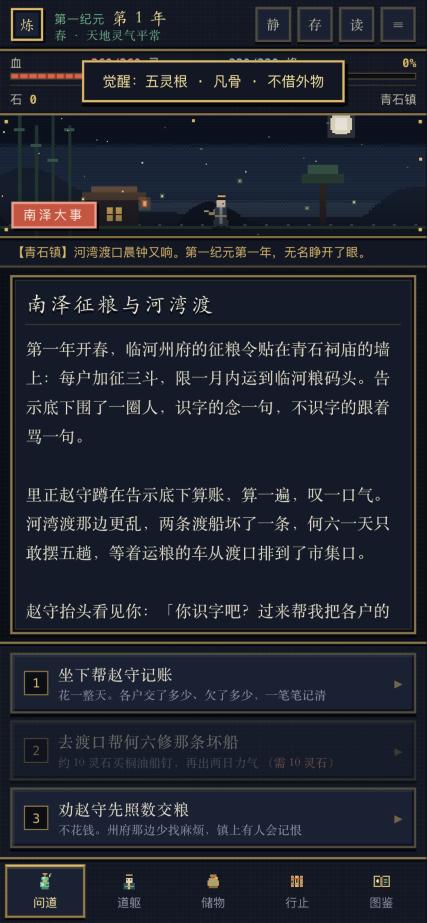 炼
第一纪元 第 1 年
春 · 天地灵气平常
静
存
读
≡
血
0%
觉醒：五灵根 · 凡骨 · 不借外物
石 0
青石镇
南泽大事
【青石镇】河湾渡口晨钟又响。第一纪元第一年，无名睁开了眼。
南泽征粮与河湾渡
第一年开春，临河州府的征粮令贴在青石祠庙的墙
上：每户加征三斗，限一月内运到临河粮码头。告
示底下围了一圈人，识字的念一句，不识字的跟着
骂一句。
里正赵守蹲在告示底下算账，算一遍，叹一口气。
河湾渡那边更乱，两条渡船坏了一条，何六一天只
敢摆五趟，等着运粮的车从渡口排到了市集口。
赵守抬头看见你：「你识字吧？过来帮我把各户的
1
坐下帮赵守记账
花一整天。各户交了多少、欠了多少，一笔笔记清
▶
2
去渡口帮何六修那条坏船
约 10 灵石买桐油船钉，再出两日力气（需 10 灵石）
▶
3
劝赵守先照数交粮
不花钱。州府那边少找麻烦，镇上有人会记恨
▶
问道
道躯
储物
行止
图鉴